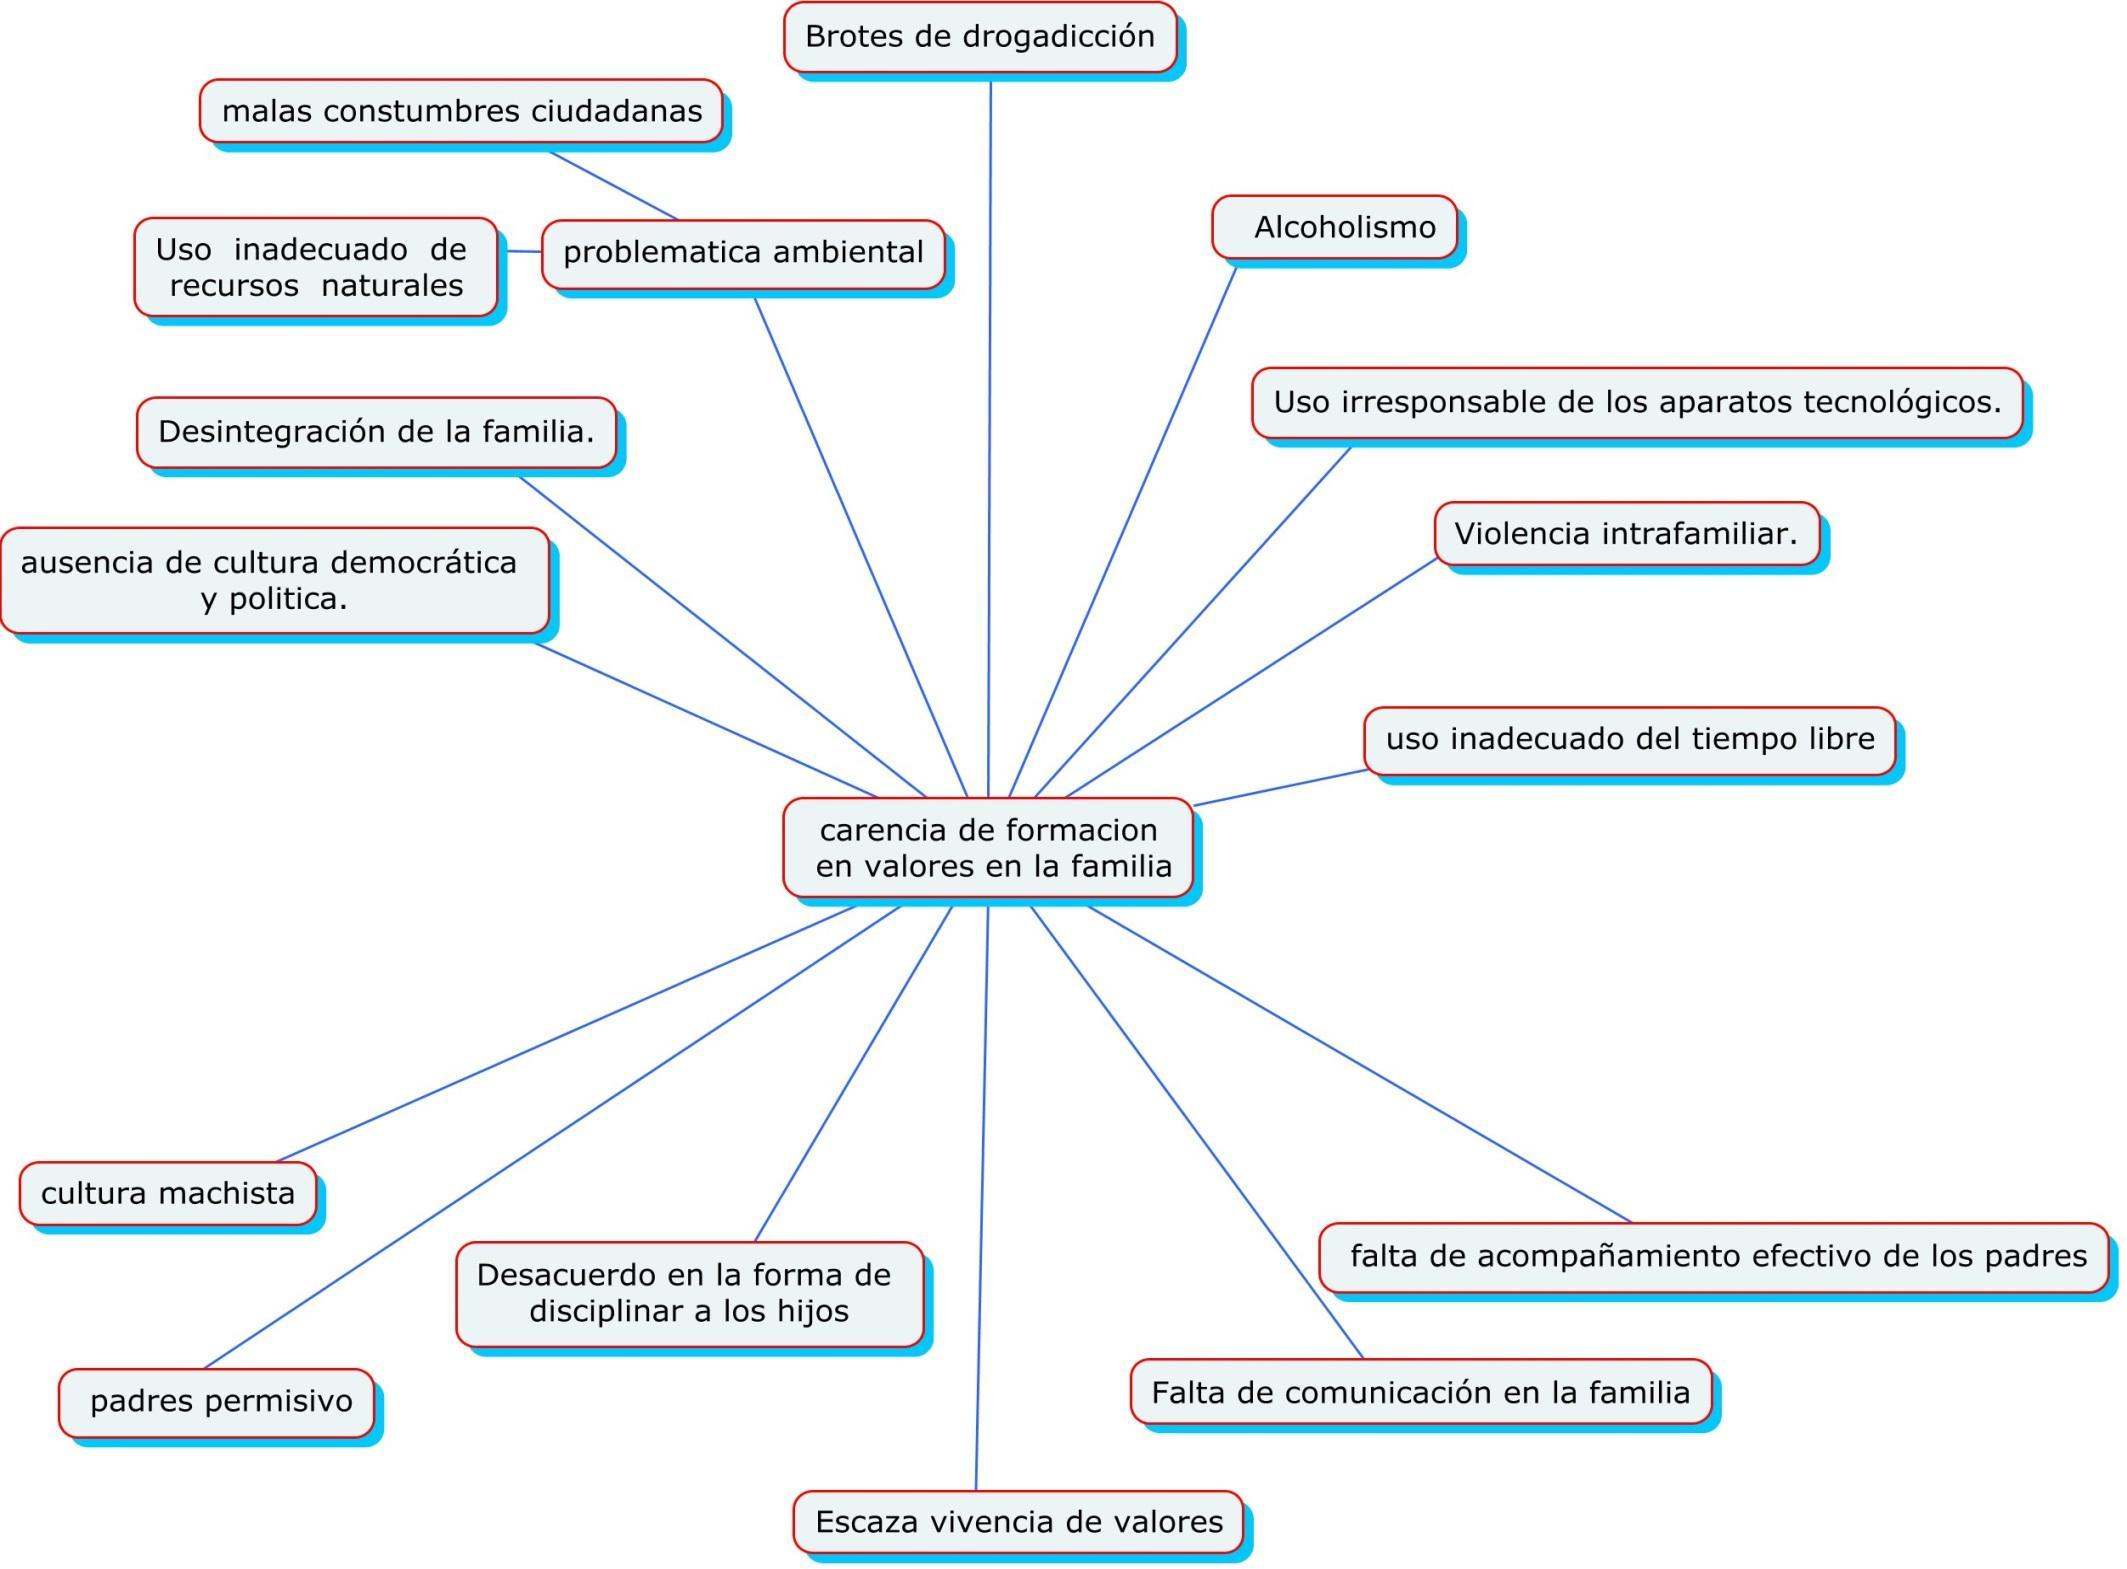 Brotes de drogadicción
malas constumbres ciudadanas
Alcoholismo
Uso inadecuado de
recursos naturales
problematica ambiental
Uso irresponsable de los aparatos tecnológicos.
Desintegración de la familia.
Violencia intrafamiliar.
ausencia de cultura democrática
y politica.
uso inadecuado del tiempo libre
carencia de formacion
en valores en la familia
cultura machista
falta de acompañamiento efectivo de los padres
Desacuerdo en la forma de
disciplinar a los hijos
padres permisivo
Falta de comunicación en la familia
Escaza vivencia de valores